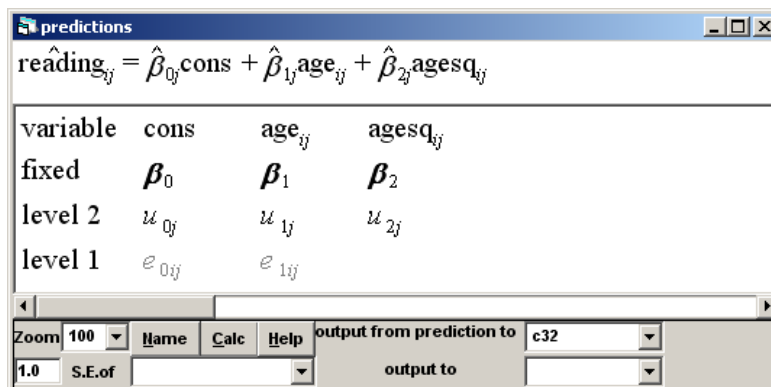 predictions
reâding_ij = β̂_0j cons + β̂_1j age_ij + β̂_2j agesq_ij
variable cons age_ij agesq_ij
fixed β_0 β_1 β_2
level 2 u_0j u_1j u_2j
level 1 e_0ij e_1ij
Zoom 100 Name Calc Help output from prediction to c32
1.0 S.E.of output to